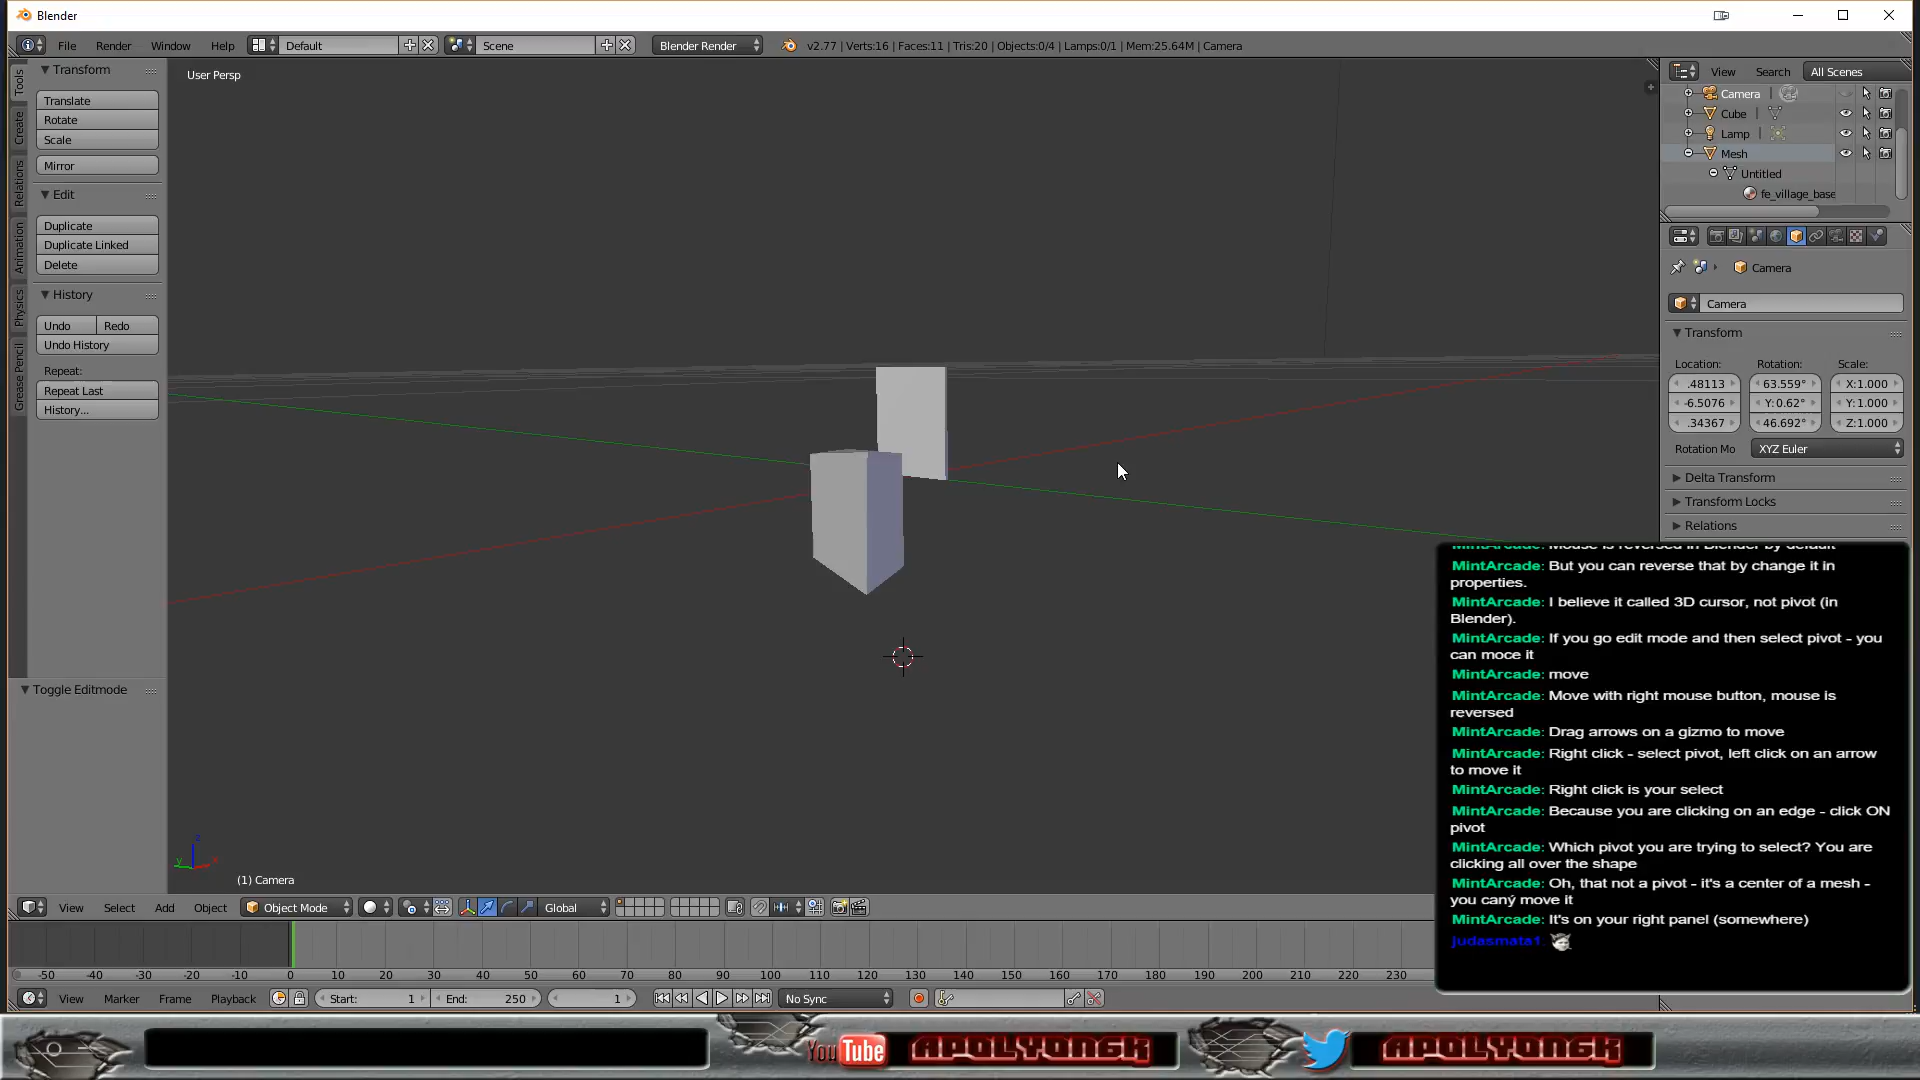 Blender
File Render Window Help Default Scene Blender Render v2.77 | Verts:16 | Faces:11 | Tris:20 | Objects:0/4 | Lamps:0/1 | Mem:25.64M | Camera
Tools
Create
Relations
Animation
Physics
Grease Pencil
Transform
Translate
Rotate
Scale
Mirror
Edit
Duplicate
Duplicate Linked
Delete
History
Undo Redo
Undo History
Repeat:
Repeat Last
History...
Toggle Editmode
User Persp
(1) Camera
z
y x
View Search All Scenes
Camera
Cube
Lamp
Mesh
Untitled
fe_village_base
Camera
Camera
Transform
Location: Rotation: Scale:
.48113 63.559° X:1.000
-6.5076 Y:0.62° Y:1.000
.34367 46.692° Z:1.000
Rotation Mo XYZ Euler
Delta Transform
Transform Locks
Relations
MintArcade: Mouse is reversed in Blender by default
MintArcade: But you can reverse that by change it in
properties.
MintArcade: I believe it called 3D cursor, not pivot (in
Blender).
MintArcade: If you go edit mode and then select pivot - you
can moce it
MintArcade: move
MintArcade: Move with right mouse button, mouse is
reversed
MintArcade: Drag arrows on a gizmo to move
MintArcade: Right click - select pivot, left click on an arrow
to move it
MintArcade: Right click is your select
MintArcade: Because you are clicking on an edge - click ON
pivot
MintArcade: Which pivot you are trying to select? You are
clicking all over the shape
MintArcade: Oh, that not a pivot - it's a center of a mesh -
you caný move it
MintArcade: It's on your right panel (somewhere)
judasmata1:
View Select Add Object Object Mode Global
-50 -40 -30 -20 -10 0 10 20 30 40 50 60 70 80 90 100 110 120 130 140 150 160 170 180 190 200 210 220 230
View Marker Frame Playback Start: 1 End: 250 1 No Sync
YouTube APOLYON6K APOLYON6K